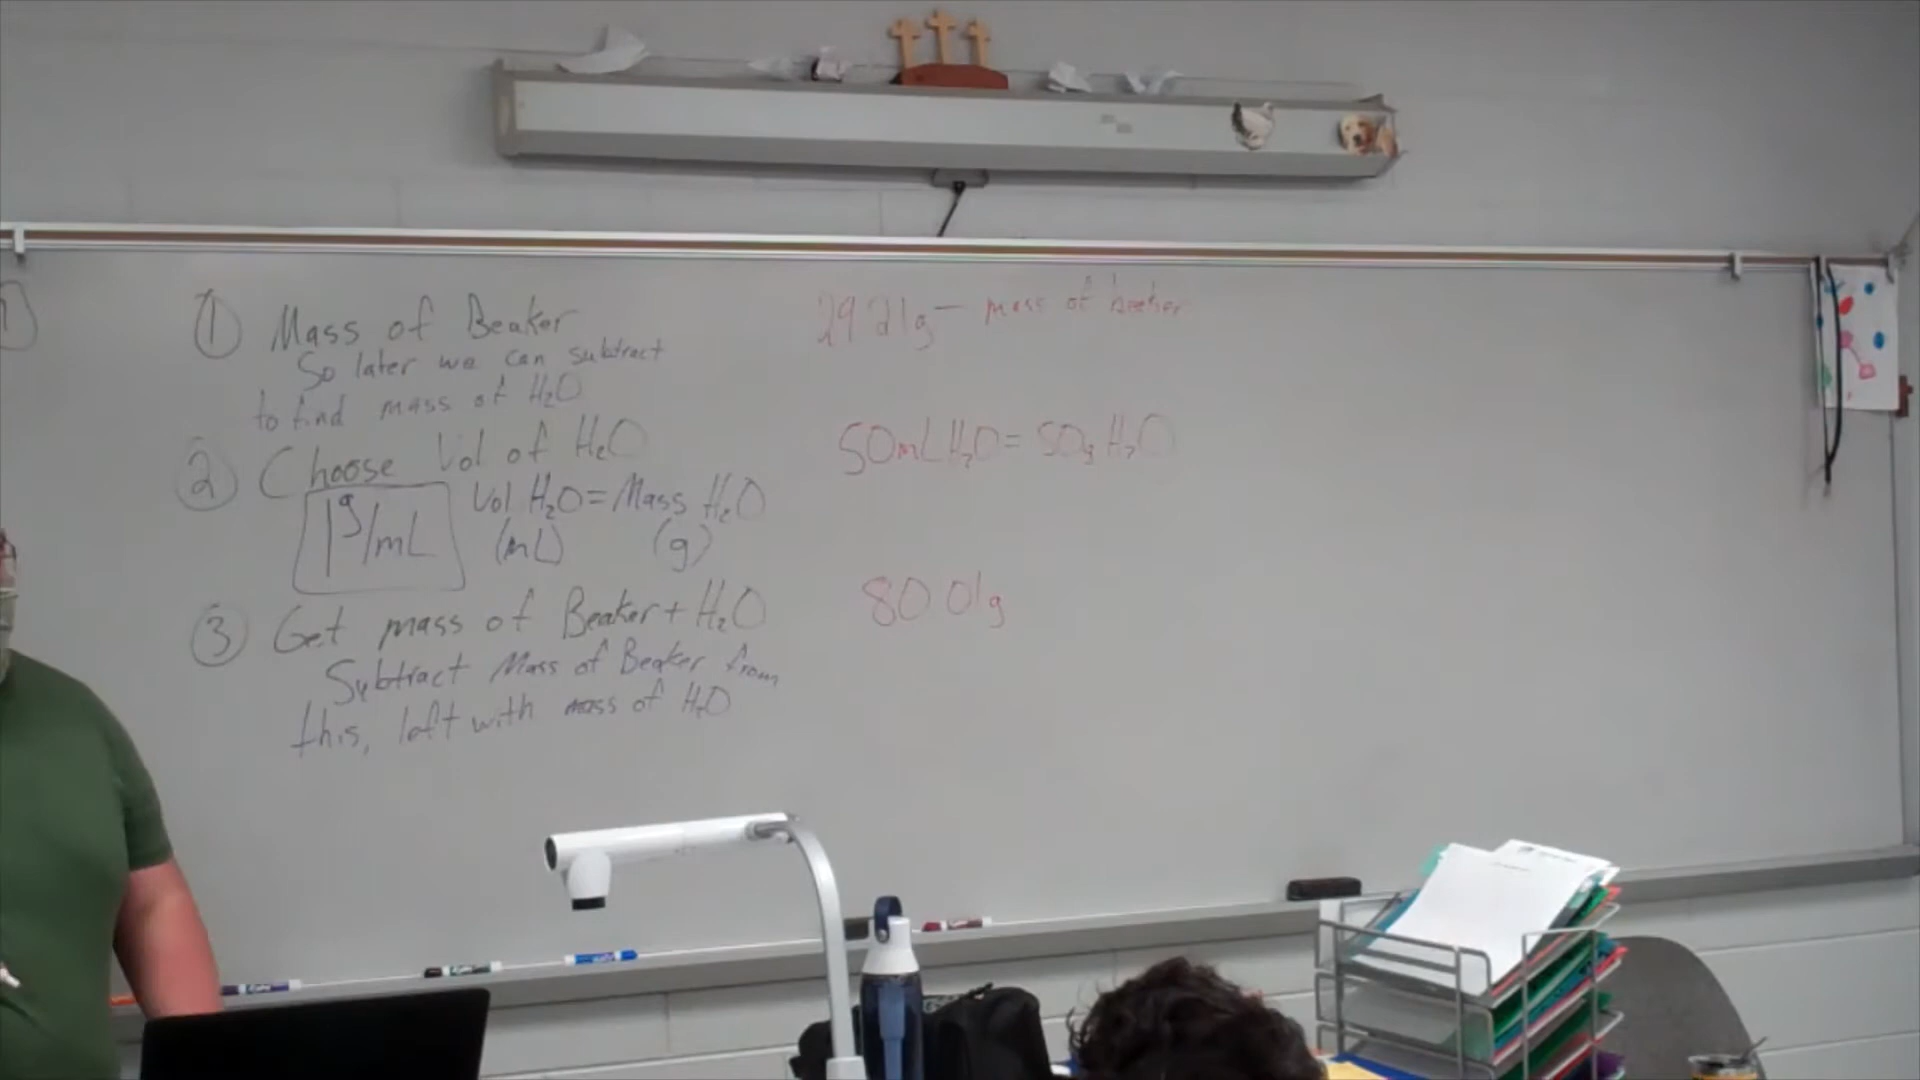 ① Mass of Beaker
So later we can subtract
to find mass of H₂O
② Choose Vol of H₂O
1 g/mL
Vol H₂O = Mass H₂O
(mL) (g)
③ Get mass of Beaker + H₂O
Subtract Mass of Beaker from
this, left with mass of H₂O
29 21g — mass of beaker
50mL H₂O = 50g H₂O
80 01g